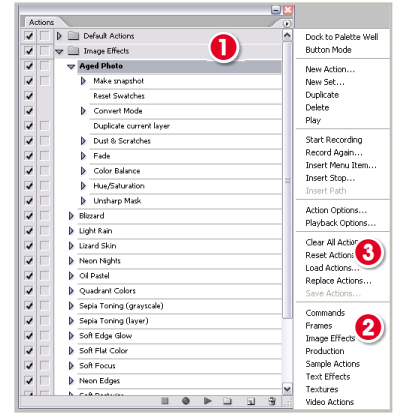 Actions
Default Actions
Image Effects
Aged Photo
Make snapshot
Reset Swatches
Convert Mode
Duplicate current layer
Dust & Scratches
Fade
Color Balance
Hue/Saturation
Unsharp Mask
Blizzard
Light Rain
Lizard Skin
Neon Nights
Oil Pastel
Quadrant Colors
Sepia Toning (grayscale)
Sepia Toning (layer)
Soft Edge Glow
Soft Flat Color
Soft Focus
Neon Edges
Soft
1
Dock to Palette Well
Button Mode
New Action...
New Set...
Duplicate
Delete
Play
Start Recording
Record Again...
Insert Menu Item...
Insert Stop...
Insert Path
Action Options...
Playback Options...
Clear All Action
Reset Actions
3
Load Actions...
Replace Actions...
Save Actions...
Commands
Frames
2
Image Effects
Production
Sample Actions
Text Effects
Textures
Video Actions